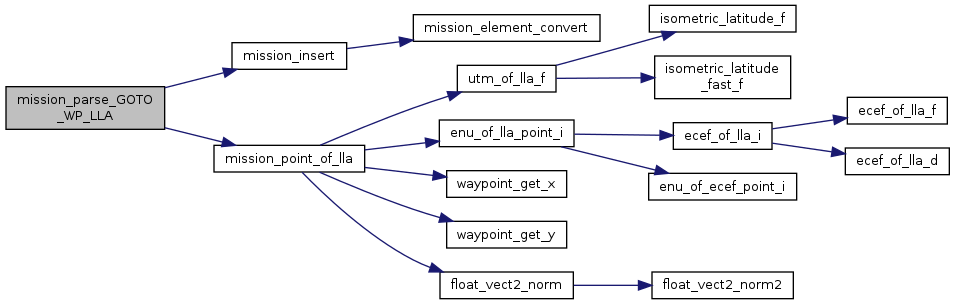 mission_parse_GOTO
_WP_LLA
mission_insert
mission_element_convert
mission_point_of_lla
utm_of_lla_f
isometric_latitude_f
isometric_latitude
_fast_f
enu_of_lla_point_i
ecef_of_lla_i
ecef_of_lla_f
ecef_of_lla_d
enu_of_ecef_point_i
waypoint_get_x
waypoint_get_y
float_vect2_norm
float_vect2_norm2